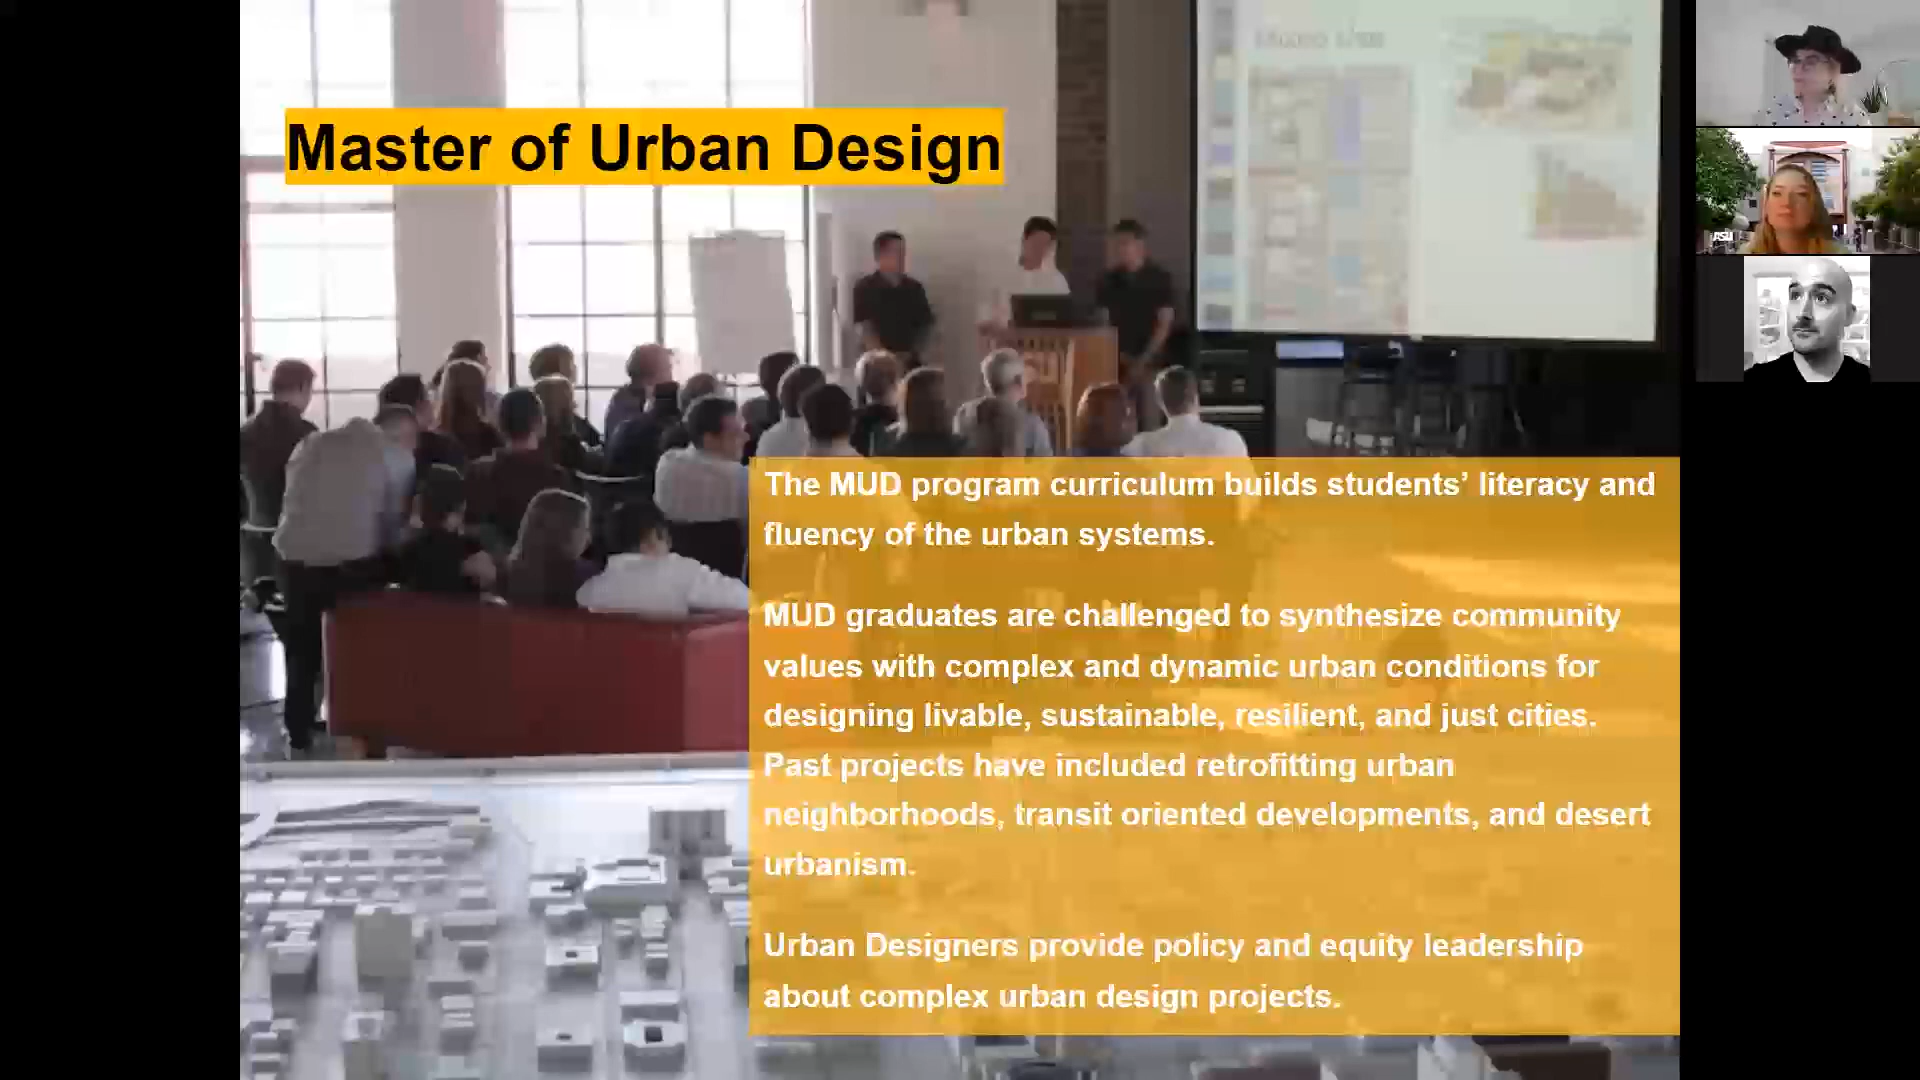 Master of Urban Design
The MUD program curriculum builds students’ literacy and
fluency of the urban systems.
MUD graduates are challenged to synthesize community
values with complex and dynamic urban conditions for
designing livable, sustainable, resilient, and just cities.
Past projects have included retrofitting urban
neighborhoods, transit oriented developments, and desert
urbanism.
Urban Designers provide policy and equity leadership
about complex urban design projects.
ASU